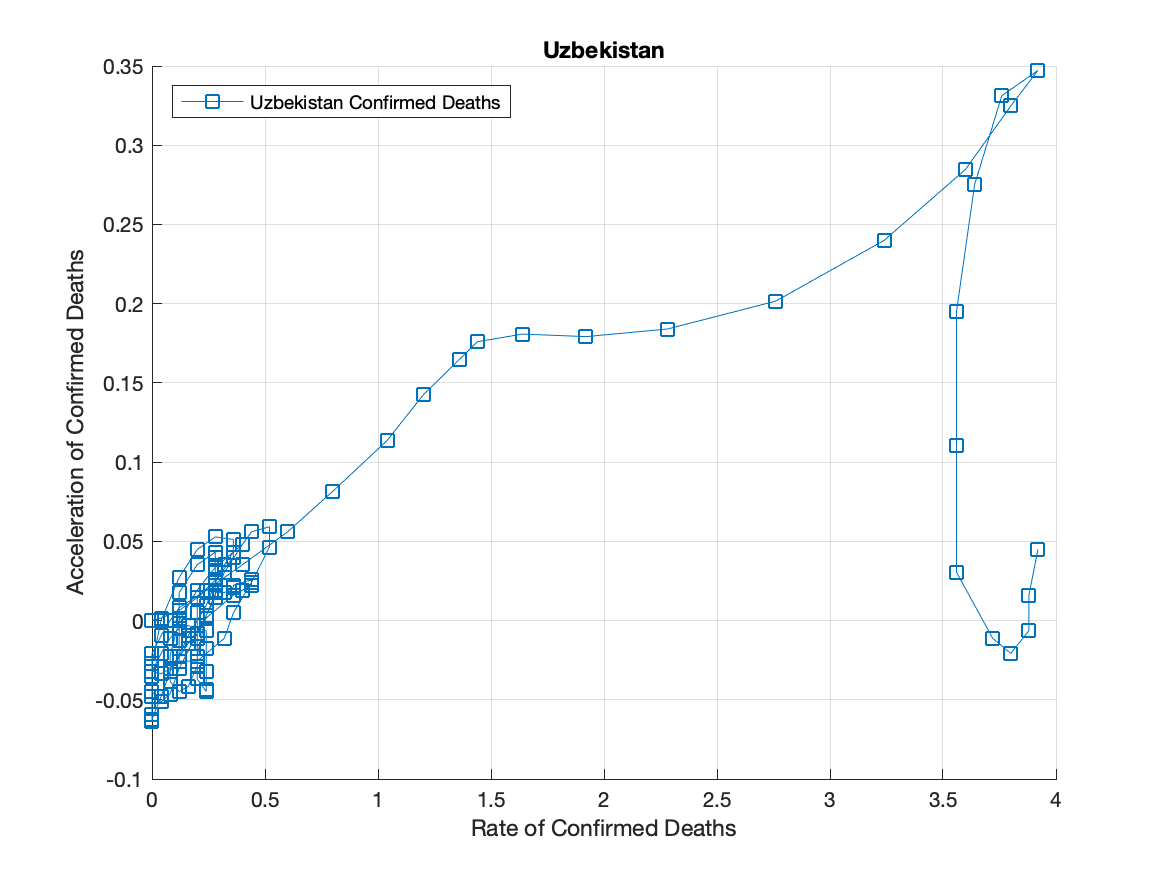 Uzbekistan
Uzbekistan Confirmed Deaths
Acceleration of Confirmed Deaths
0.35
0.3
0.25
0.2
0.15
0.1
0.05
0
-0.05
-0.1
0 0.5 1 1.5 2 2.5 3 3.5 4
Rate of Confirmed Deaths